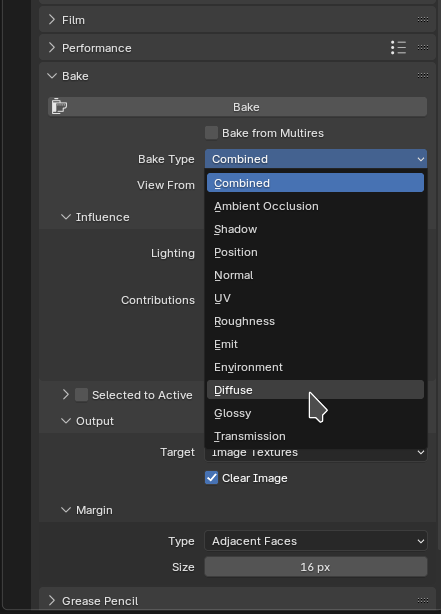 Film
Performance
Bake
Bake
Bake from Multires
Bake Type Combined
View From Combined
Ambient Occlusion
Influence Shadow
Lighting Position
Normal
Contributions UV
Roughness
Emit
Environment
Selected to Active Diffuse
Output Glossy
Transmission
Target Image Textures
Clear Image
Margin
Type Adjacent Faces
Size 16 px
Grease Pencil